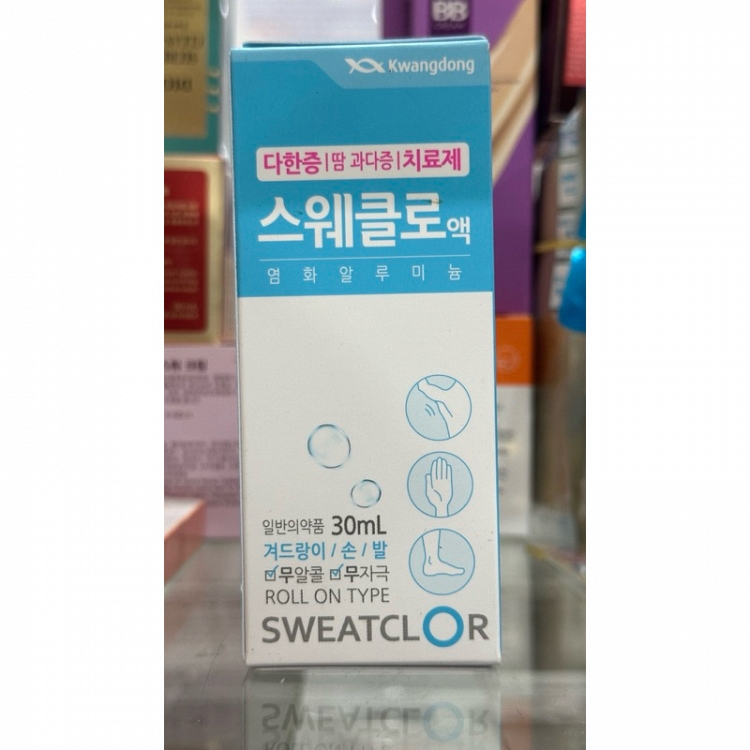 Kwangdong
다한증|땀 과다증|치료제
스웨클로액
염화알루미늄
일반의약품 30mL
겨드랑이 / 손 / 발
☑무알콜 ☑무자극
ROLL ON TYPE
SWEATCLOR